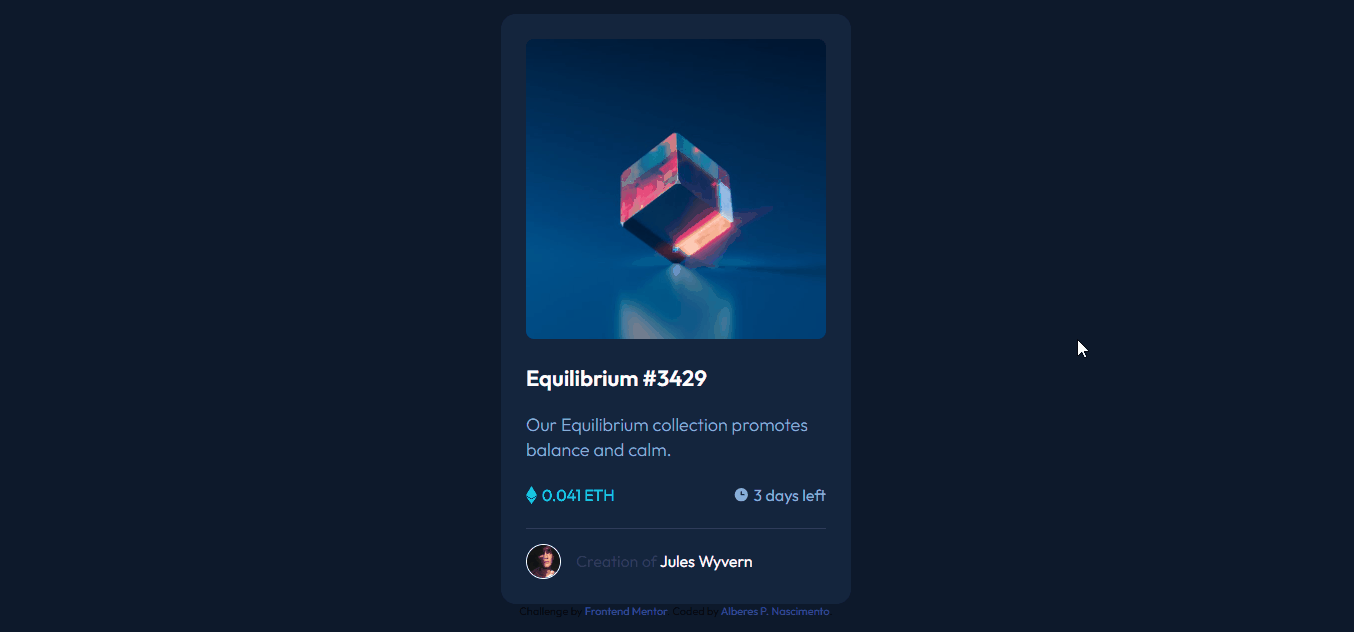 Equilibrium #3429
Our Equilibrium collection promotes
balance and calm.
0.041 ETH
3 days left
Creation of Jules Wyvern
Challenge by Frontend Mentor. Coded by Alberes P. Nascimento